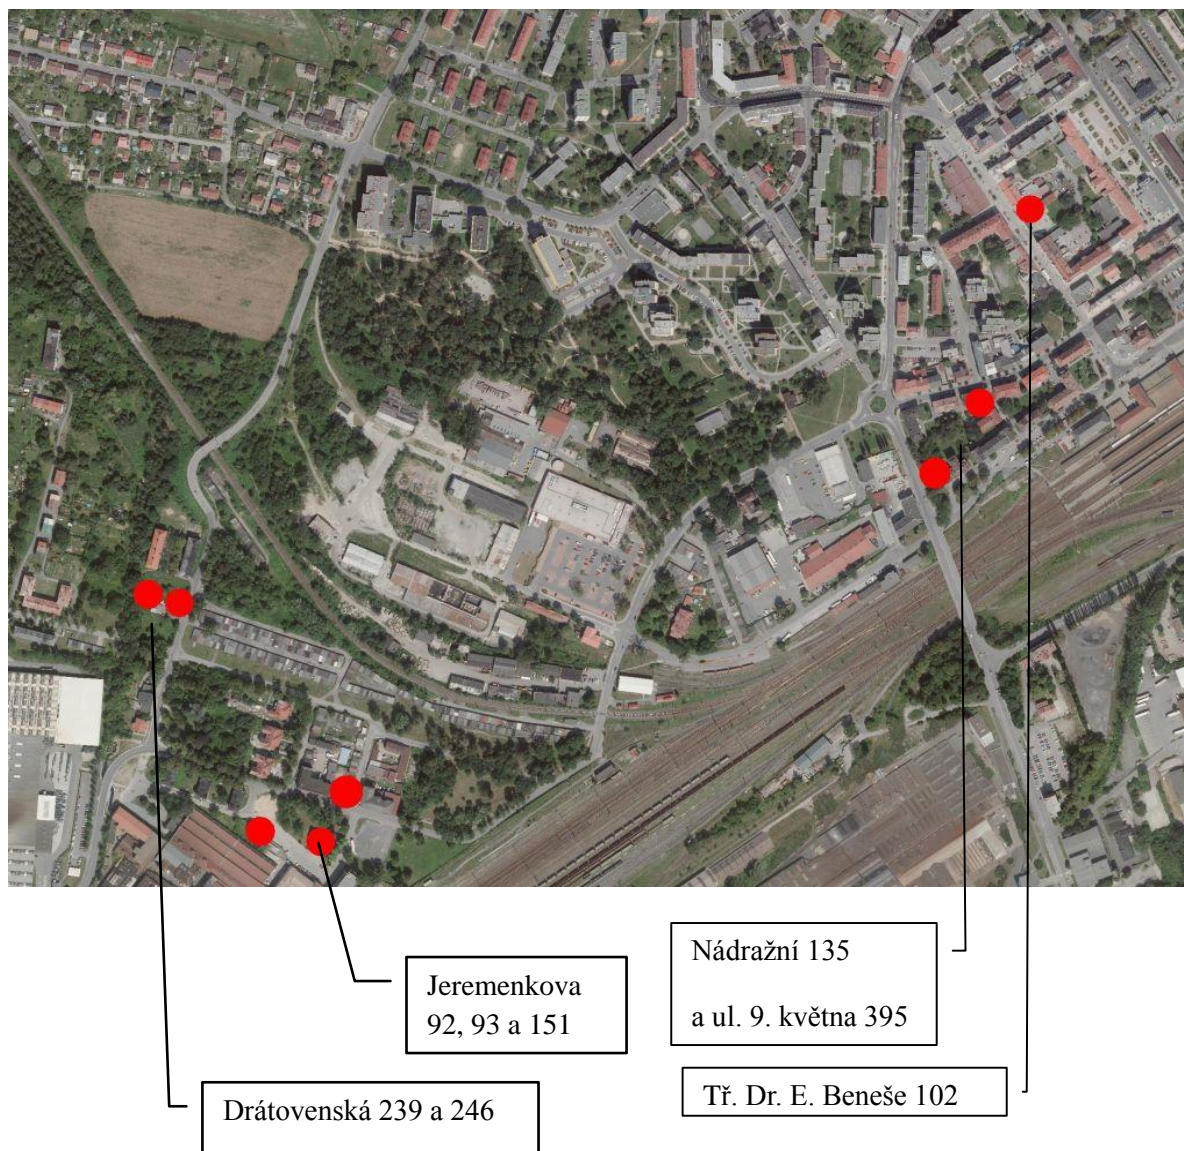 Nádražní 135
a ul. 9. května 395
Jeremenkova
92, 93 a 151
Tř. Dr. E. Beneše 102
Drátovenská 239 a 246